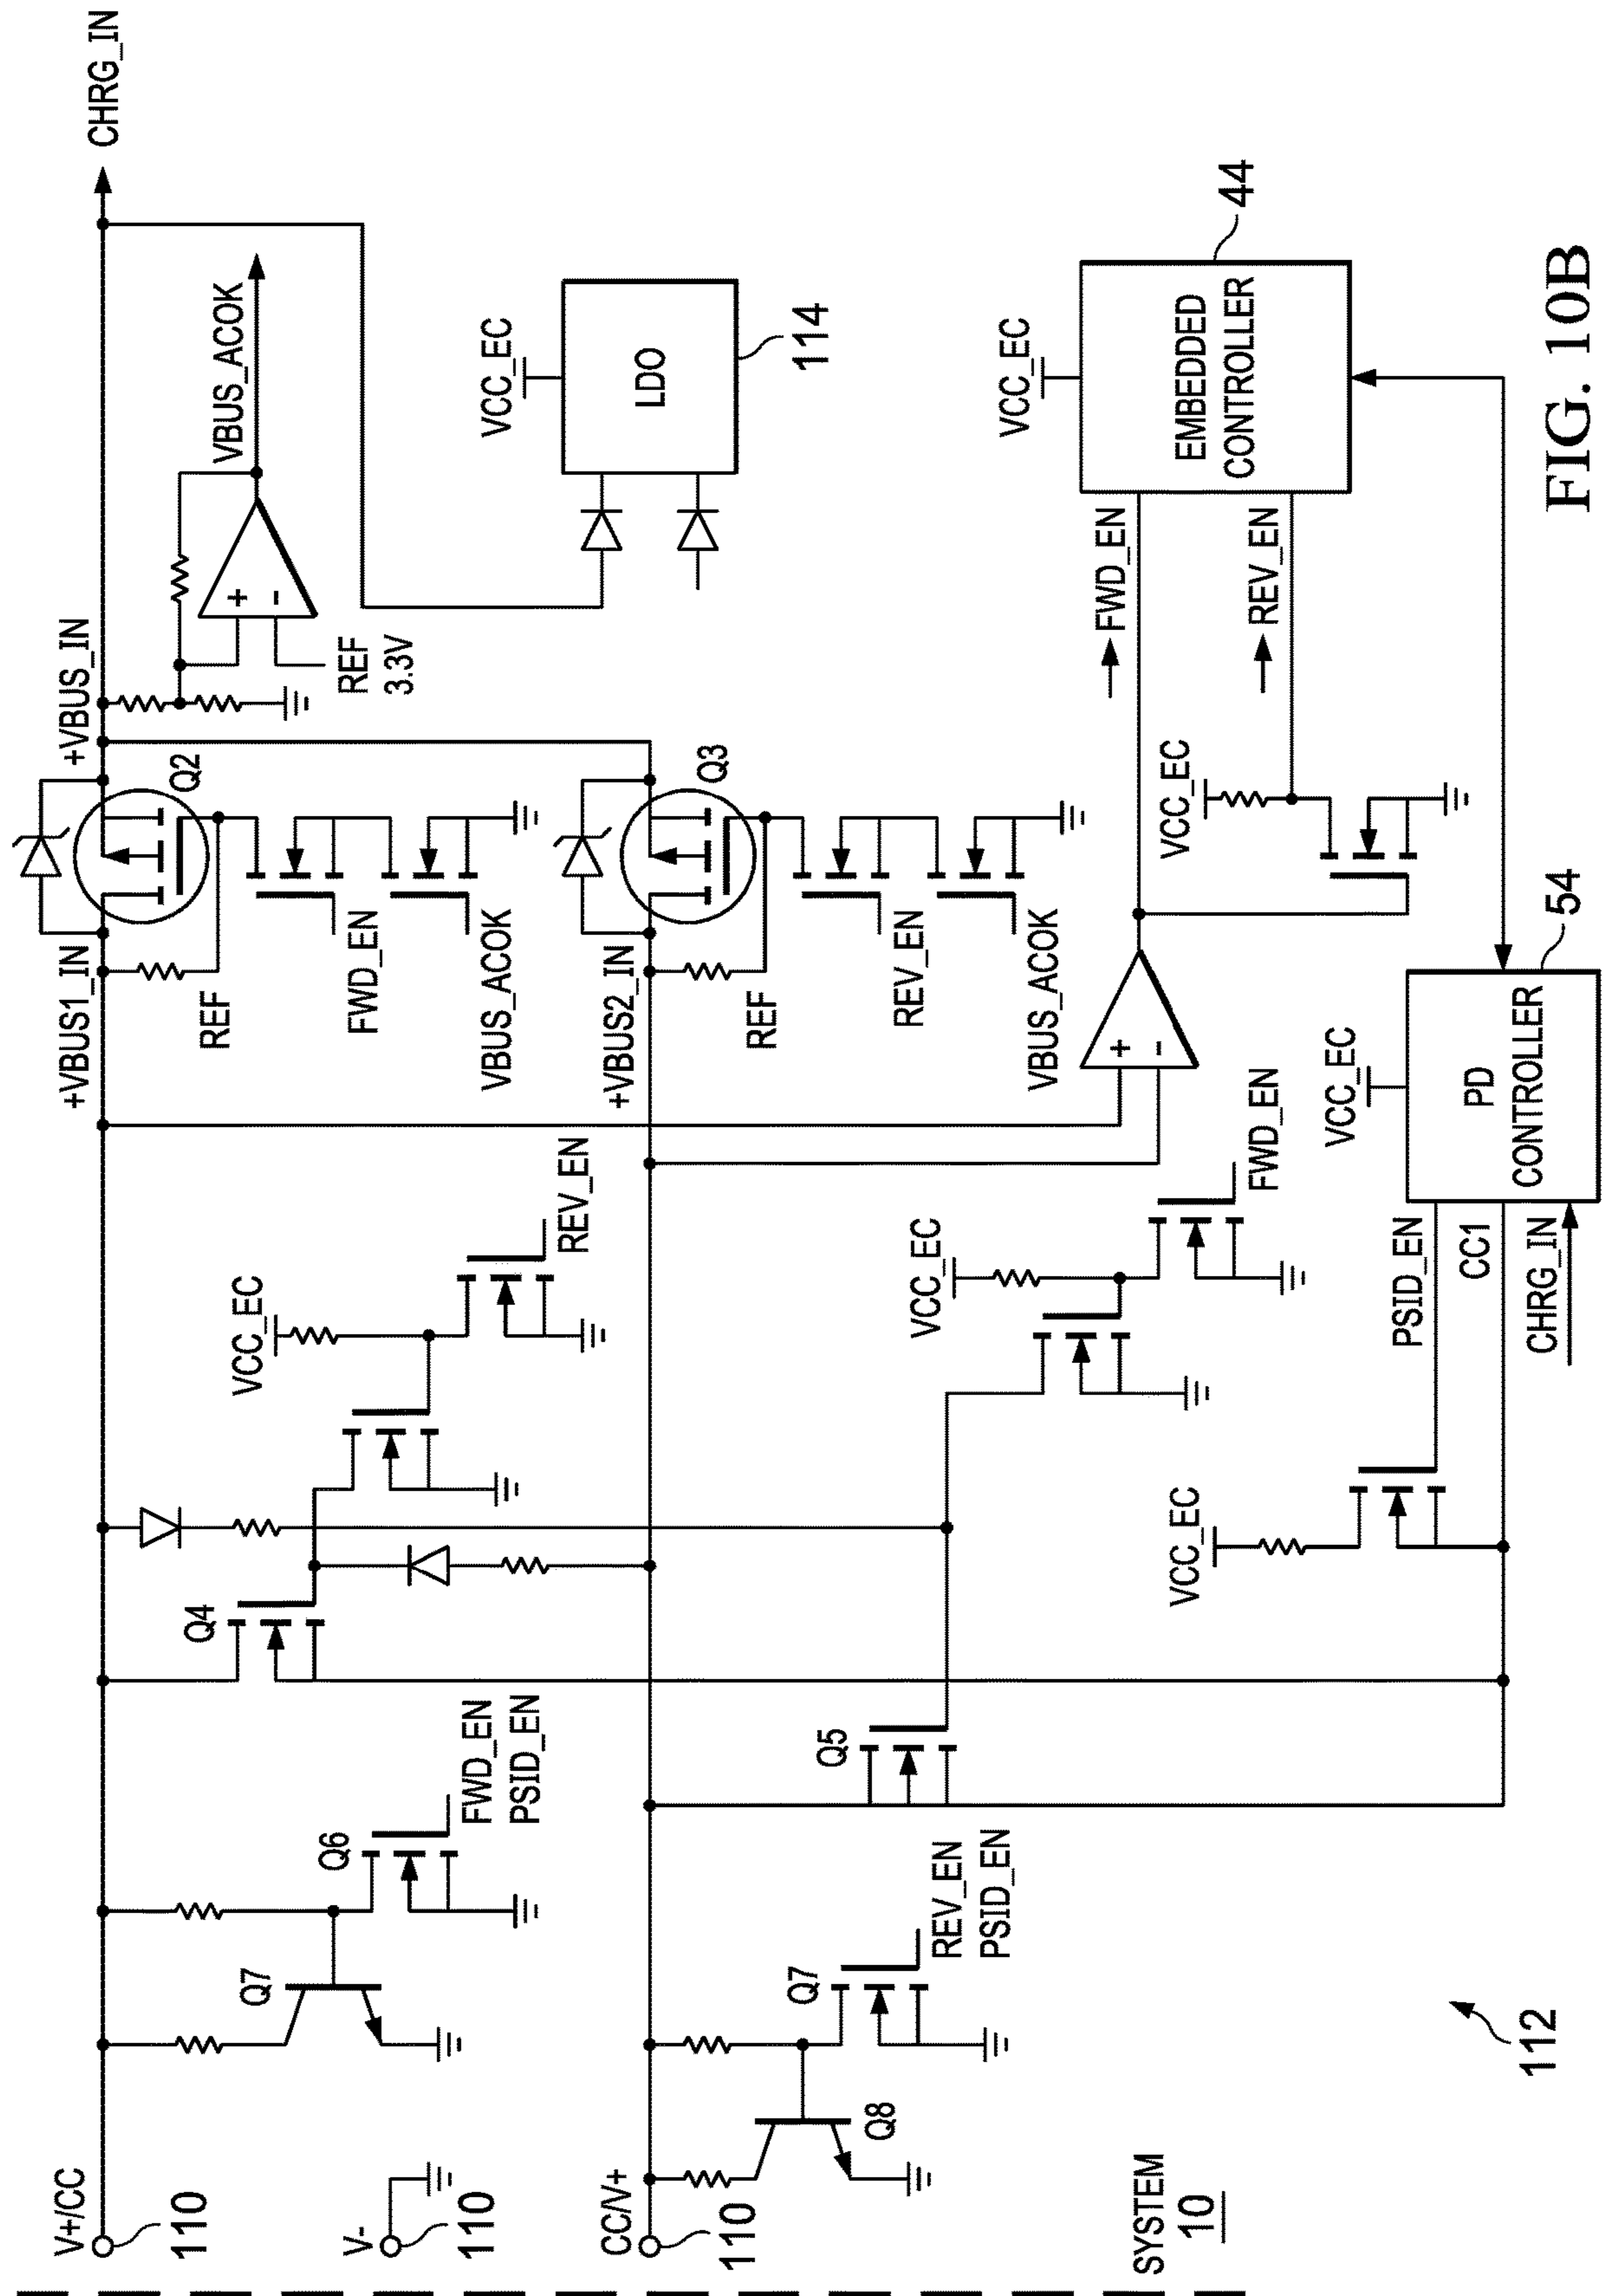 V+/CC
110
V-
110
CC/V+
110
SYSTEM
10
112
Q7
Q6
FWD_EN
PSID_EN
Q8
Q7
REV_EN
PSID_EN
Q4
VCC_EC
REV_EN
Q5
VCC_EC
FWD_EN
VCC_EC
PSID_EN
CC1
CHRG_IN
VCC_EC
PD
CONTROLLER
54
+VBUS1_IN
REF
Q2
FWD_EN
VBUS_ACOK
+VBUS_IN
+VBUS2_IN
REF
Q3
REV_EN
VBUS_ACOK
+
-
VCC_EC
+
-
REF
3.3V
VBUS_ACOK
CHRG_IN
VCC_EC
LDO
114
FWD_EN
REV_EN
VCC_EC
EMBEDDED
CONTROLLER
44
FIG. 10B